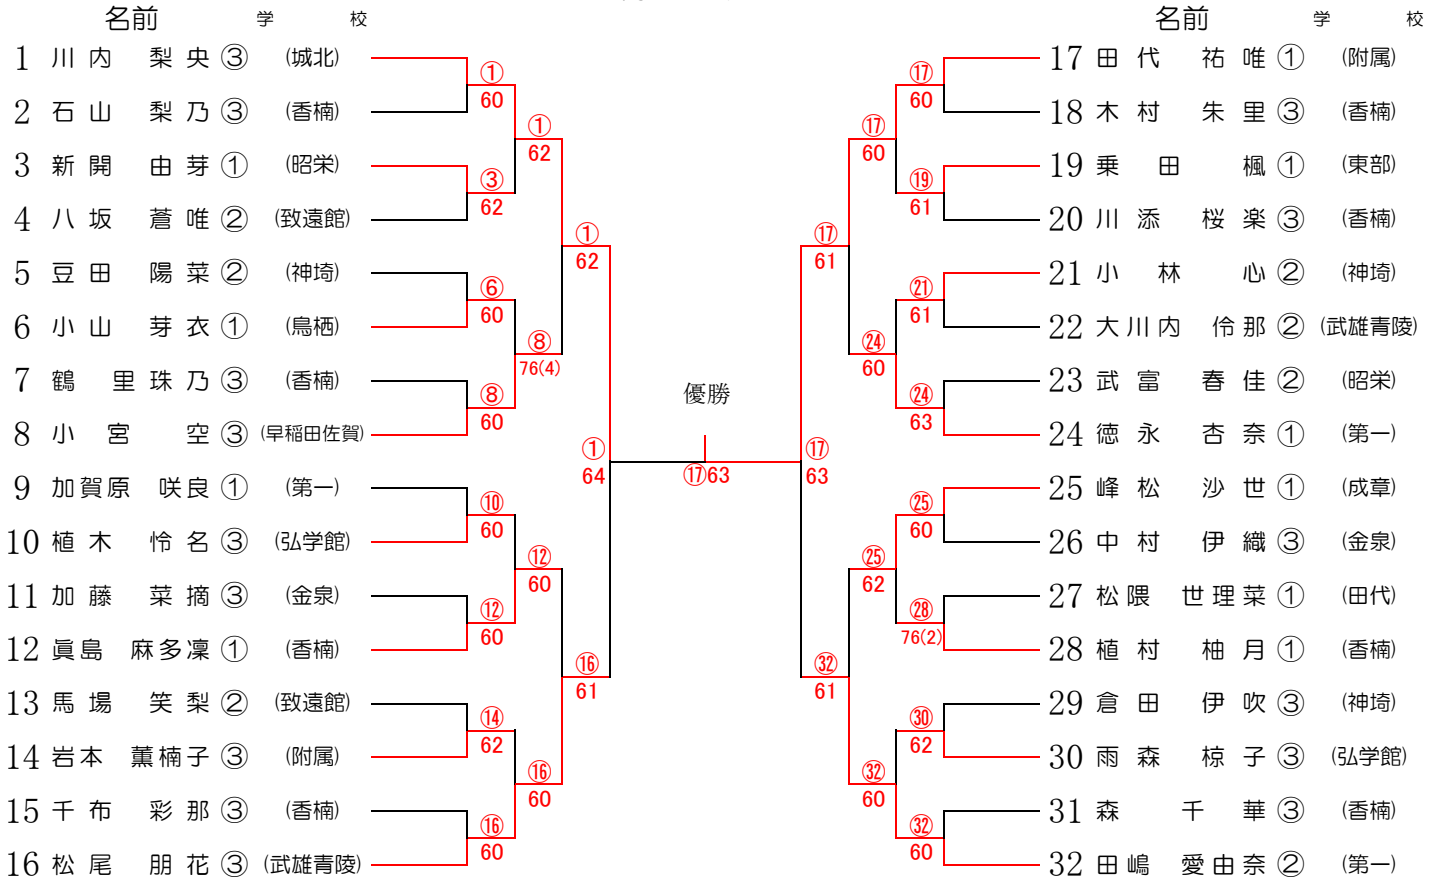 名前 学 校 名前 学 校
1 川内 梨央 ③ (城北) 17 田代 祐唯 ① (附属)
① ⑰
60 60
2 石山 梨乃 ③ (香楠) 18 木村 朱里 ③ (香楠)
① ⑰
62 60
3 新開 由芽 ① (昭栄) 19 乗田 楓 ① (東部)
③ ⑲
62 61
4 八坂 蒼唯 ② (致遠館) 20 川添 桜楽 ③ (香楠)
① ⑰
62 61
5 豆田 陽菜 ② (神埼) 21 小林 心 ② (神埼)
⑥ ㉑
60 61
6 小山 芽衣 ① (鳥栖) 22 大川内 伶那 ② (武雄青陵)
⑧ ㉔
76(4) 60
7 鶴 里珠乃 ③ (香楠) 23 武富 春佳 ② (昭栄)
優勝
⑧ ㉔
60 63
8 小宮 空 ③ (早稲田佐賀) 24 徳永 杏奈 ① (第一)
① ⑰
64 ⑰63 63
9 加賀原 咲良 ① (第一) 25 峰松 沙世 ① (成章)
⑩ ㉕
60 60
10 植木 怜名 ③ (弘学館) 26 中村 伊織 ③ (金泉)
⑫ ㉕
60 62
11 加藤 菜摘 ③ (金泉) 27 松隈 世理菜 ① (田代)
⑫ ㉘
60 76(2)
12 眞島 麻多凜 ① (香楠) 28 植村 柚月 ① (香楠)
⑯ ㉜
61 61
13 馬場 笑梨 ② (致遠館) 29 倉田 伊吹 ③ (神埼)
⑭ ㉚
62 62
14 岩本 薫楠子 ③ (附属) 30 雨森 椋子 ③ (弘学館)
⑯ ㉜
60 60
15 千布 彩那 ③ (香楠) 31 森 千華 ③ (香楠)
⑯ ㉜
60 60
16 松尾 朋花 ③ (武雄青陵) 32 田嶋 愛由奈 ② (第一)